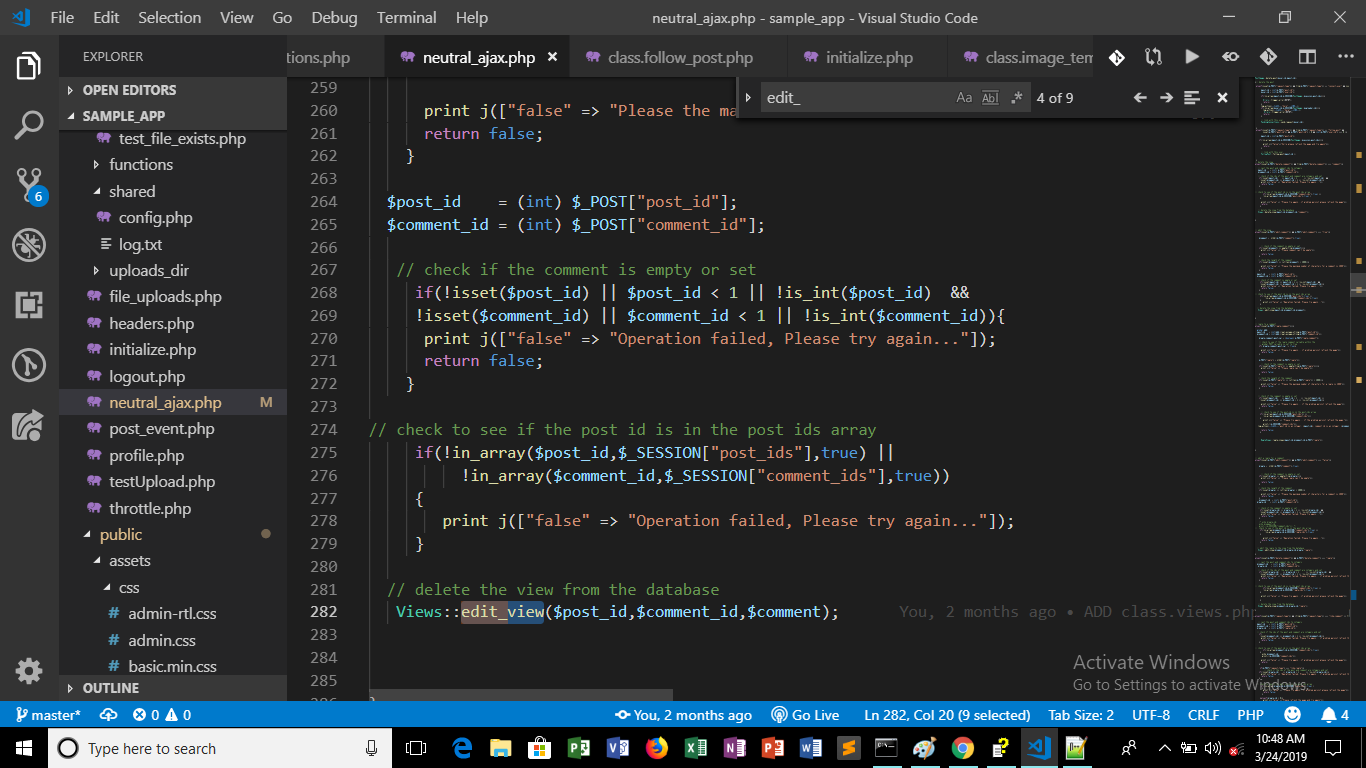 File Edit Selection View Go Debug Terminal Help
neutral_ajax.php - sample_app - Visual Studio Code
EXPLORER
tions.php
neutral_ajax.php
class.follow_post.php
initialize.php
class.image_tem
OPEN EDITORS
SAMPLE_APP
test_file_exists.php
functions
shared
config.php
log.txt
uploads_dir
file_uploads.php
headers.php
initialize.php
logout.php
neutral_ajax.php M
post_event.php
profile.php
testUpload.php
throttle.php
public
assets
css
# admin-rtl.css
# admin.css
# basic.min.css
OUTLINE
edit_ Aa Abl .* 4 of 9
259
260 print j(["false" => "Please the ma
261 return false;
262 }
263
264 $post_id = (int) $_POST["post_id"];
265 $comment_id = (int) $_POST["comment_id"];
266
267 // check if the comment is empty or set
268 if(!isset($post_id) || $post_id < 1 || !is_int($post_id) &&
269 !isset($comment_id) || $comment_id < 1 || !is_int($comment_id)){
270 print j(["false" => "Operation failed, Please try again..."]);
271 return false;
272 }
273
274 // check to see if the post id is in the post ids array
275 if(!in_array($post_id,$_SESSION["post_ids"],true) ||
276 !in_array($comment_id,$_SESSION["comment_ids"],true))
277 {
278 print j(["false" => "Operation failed, Please try again..."]);
279 }
280
281 // delete the view from the database
282 Views::edit_view($post_id,$comment_id,$comment); You, 2 months ago • ADD class.views.php
283
284
285
Activate Windows
Go to Settings to activate Windows.
master* 0 0 You, 2 months ago Go Live Ln 282, Col 20 (9 selected) Tab Size: 2 UTF-8 CRLF PHP 4
6
Type here to search
10:48 AM
3/24/2019